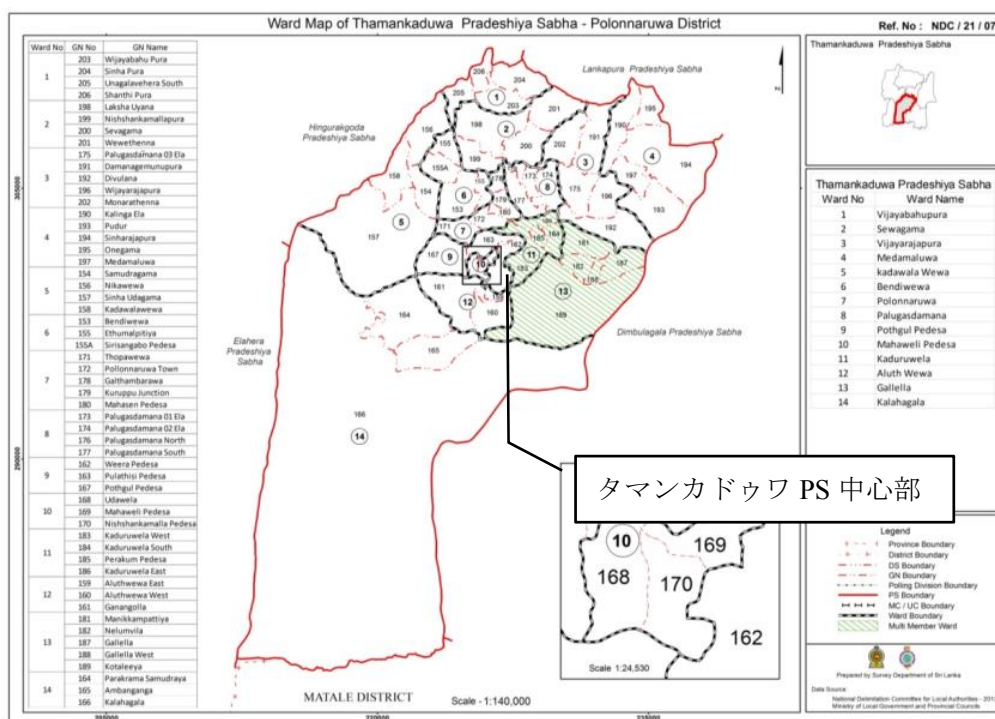 Ward Map of Thamankaduwa Pradeshiya Sabha - Polonnaruwa District
Ref. No : NDC / 21 / 07
Ward No GN No GN Name
1
203 Wijayabahu Pura
204 Sinha Pura
205 Unagalavehera South
206 Shanthi Pura
2
198 Laksha Uyana
199 Nishshankamallapura
200 Sevagama
201 Wewethenna
3
175 Palugasdamana 03 Ela
191 Damanagemunupura
192 Divulana
196 Wijayarajapura
202 Monarathenna
4
190 Kalinga Ela
193 Pudur
194 Sinharajapura
195 Onegama
197 Medamaluwa
5
154 Samudragama
156 Nikawewa
157 Sinha Udagama
158 Kadawalawewa
6
153 Bendiwewa
155 Ethumalpitiya
155A Sirisangabo Pedesa
7
171 Thopawewa
172 Pollonnaruwa Town
178 Galthambarawa
179 Kuruppu Junction
180 Mahasen Pedesa
8
173 Palugasdamana 01 Ela
174 Palugasdamana 02 Ela
176 Palugasdamana North
177 Palugasdamana South
9
162 Weera Pedesa
163 Pulathisi Pedesa
167 Pothgul Pedesa
10
168 Udawela
169 Mahaweli Pedesa
170 Nishshankamalla Pedesa
11
183 Kaduruwela West
184 Kaduruwela South
185 Perakum Pedesa
186 Kaduruwela East
12
159 Aluthwewa East
160 Aluthwewa West
161 Ganangolla
13
181 Manikkampattiya
182 Nelumvila
187 Gallella
188 Gallella West
189 Kotaleeya
14
164 Parakrama Samudraya
165 Ambanganga
166 Kalahagala
Lankapura Pradeshiya Sabha
Hingurakgoda
Pradeshiya Sabha
Elahera
Pradeshiya
Sabha
Dimbulagala Pradeshiya Sabha
MATALE DISTRICT
Scale - 1:140,000
タマンカドゥワ PS 中心部
10
169
168
170
162
Scale 1:24,530
Thamankaduwa Pradeshiya Sabha
Thamankaduwa Pradeshiya Sabha
Ward No Ward Name
1 Vijayabahupura
2 Sewagama
3 Vijayarajapura
4 Medamaluwa
5 kadawala Wewa
6 Bendiwewa
7 Polonnaruwa
8 Palugasdamana
9 Pothgul Pedesa
10 Mahaweli Pedesa
11 Kaduruwela
12 Aluth Wewa
13 Gallella
14 Kalahagala
Legend
Province Boundary
District Boundary
DS Boundary
GN Boundary
Polling Division Boundary
PS Boundary
MC / UC Boundary
Ward Boundary
Multi Member Ward
Prepared by Survey Department of Sri Lanka
Data Source
National Delimitation Committee for Local Authorities -
Ministry of Local Government and Provincial Councils